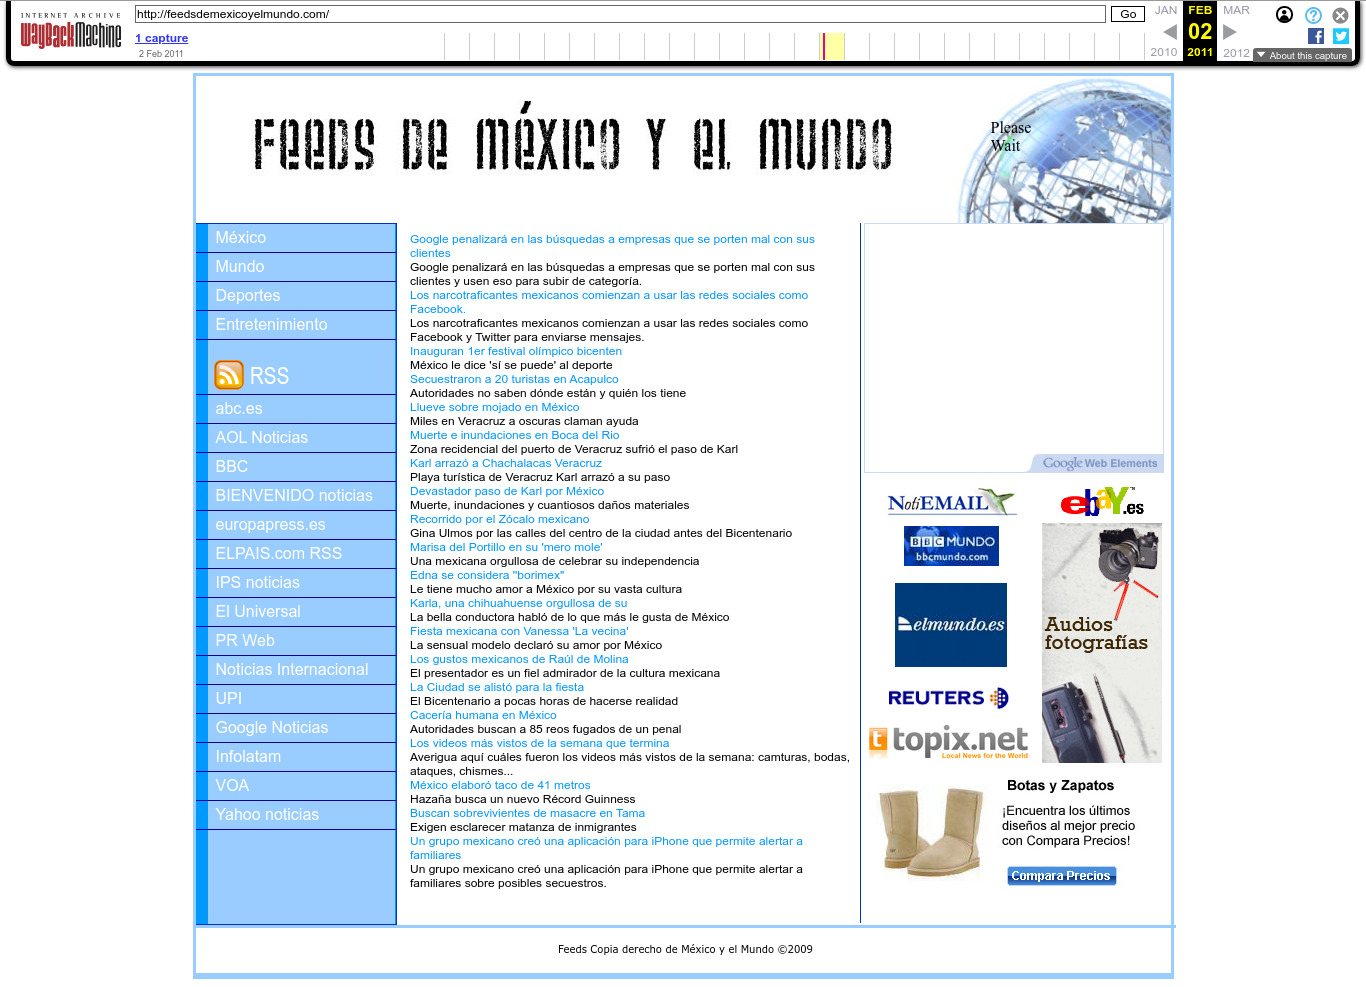 INTERNET ARCHIVE
WayBackMachine
http://feedsdemexicoyelmundo.com/
Go
1 capture
2 Feb 2011
JAN
FEB
MAR
02
2010
2011
2012
About this capture
Feeds de México y el Mundo
Please
Wait
México
Mundo
Deportes
Entretenimiento
RSS
abc.es
AOL Noticias
BBC
BIENVENIDO noticias
europapress.es
ELPAIS.com RSS
IPS noticias
El Universal
PR Web
Noticias Internacional
UPI
Google Noticias
Infolatam
VOA
Yahoo noticias
Google penalizará en las búsquedas a empresas que se porten mal con sus
clientes
Google penalizará en las búsquedas a empresas que se porten mal con sus
clientes y usen eso para subir de categoría.
Los narcotraficantes mexicanos comienzan a usar las redes sociales como
Facebook.
Los narcotraficantes mexicanos comienzan a usar las redes sociales como
Facebook y Twitter para enviarse mensajes.
Inauguran 1er festival olímpico bicenten
México le dice 'sí se puede' al deporte
Secuestraron a 20 turistas en Acapulco
Autoridades no saben dónde están y quién los tiene
Llueve sobre mojado en México
Miles en Veracruz a oscuras claman ayuda
Muerte e inundaciones en Boca del Rio
Zona recidencial del puerto de Veracruz sufrió el paso de Karl
Karl arrazó a Chachalacas Veracruz
Playa turística de Veracruz Karl arrazó a su paso
Devastador paso de Karl por México
Muerte, inundaciones y cuantiosos daños materiales
Recorrido por el Zócalo mexicano
Gina Ulmos por las calles del centro de la ciudad antes del Bicentenario
Marisa del Portillo en su 'mero mole'
Una mexicana orgullosa de celebrar su independencia
Edna se considera "borimex"
Le tiene mucho amor a México por su vasta cultura
Karla, una chihuahuense orgullosa de su
La bella conductora habló de lo que más le gusta de México
Fiesta mexicana con Vanessa 'La vecina'
La sensual modelo declaró su amor por México
Los gustos mexicanos de Raúl de Molina
El presentador es un fiel admirador de la cultura mexicana
La Ciudad se alistó para la fiesta
El Bicentenario a pocas horas de hacerse realidad
Cacería humana en México
Autoridades buscan a 85 reos fugados de un penal
Los videos más vistos de la semana que termina
Averigua aquí cuáles fueron los videos más vistos de la semana: camturas, bodas,
ataques, chismes...
México elaboró taco de 41 metros
Hazaña busca un nuevo Récord Guinness
Buscan sobrevivientes de masacre en Tama
Exigen esclarecer matanza de inmigrantes
Un grupo mexicano creó una aplicación para iPhone que permite alertar a
familiares
Un grupo mexicano creó una aplicación para iPhone que permite alertar a
familiares sobre posibles secuestros.
Google Web Elements
NotiEMAIL
ebay.es
BBC MUNDO
bbcmundo.com
elmundo.es
Audios
fotografías
REUTERS
topix.net
Local News for the World
Botas y Zapatos
¡Encuentra los últimos
diseños al mejor precio
con Compara Precios!
Compara Precios
Feeds Copia derecho de México y el Mundo ©2009